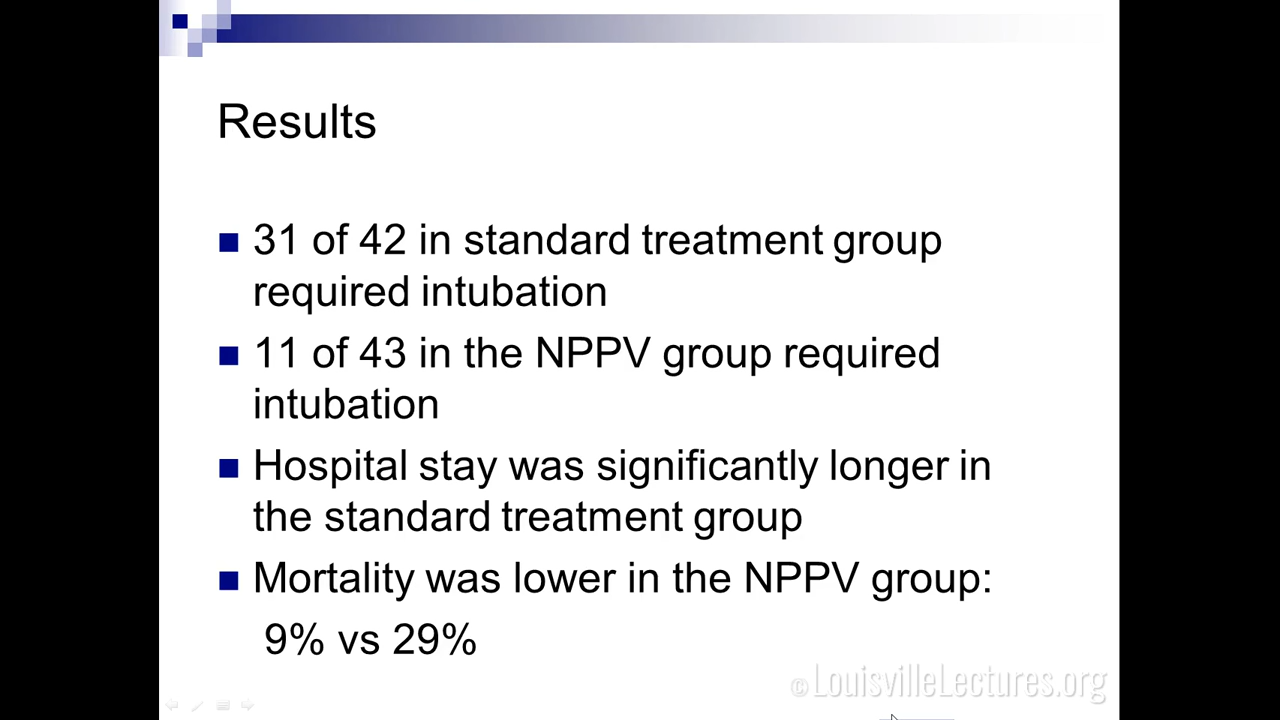 Results
31 of 42 in standard treatment group
required intubation
11 of 43 in the NPPV group required
intubation
Hospital stay was significantly longer in
the standard treatment group
Mortality was lower in the NPPV group:
9% vs 29%
©LouisvilleLectures.org